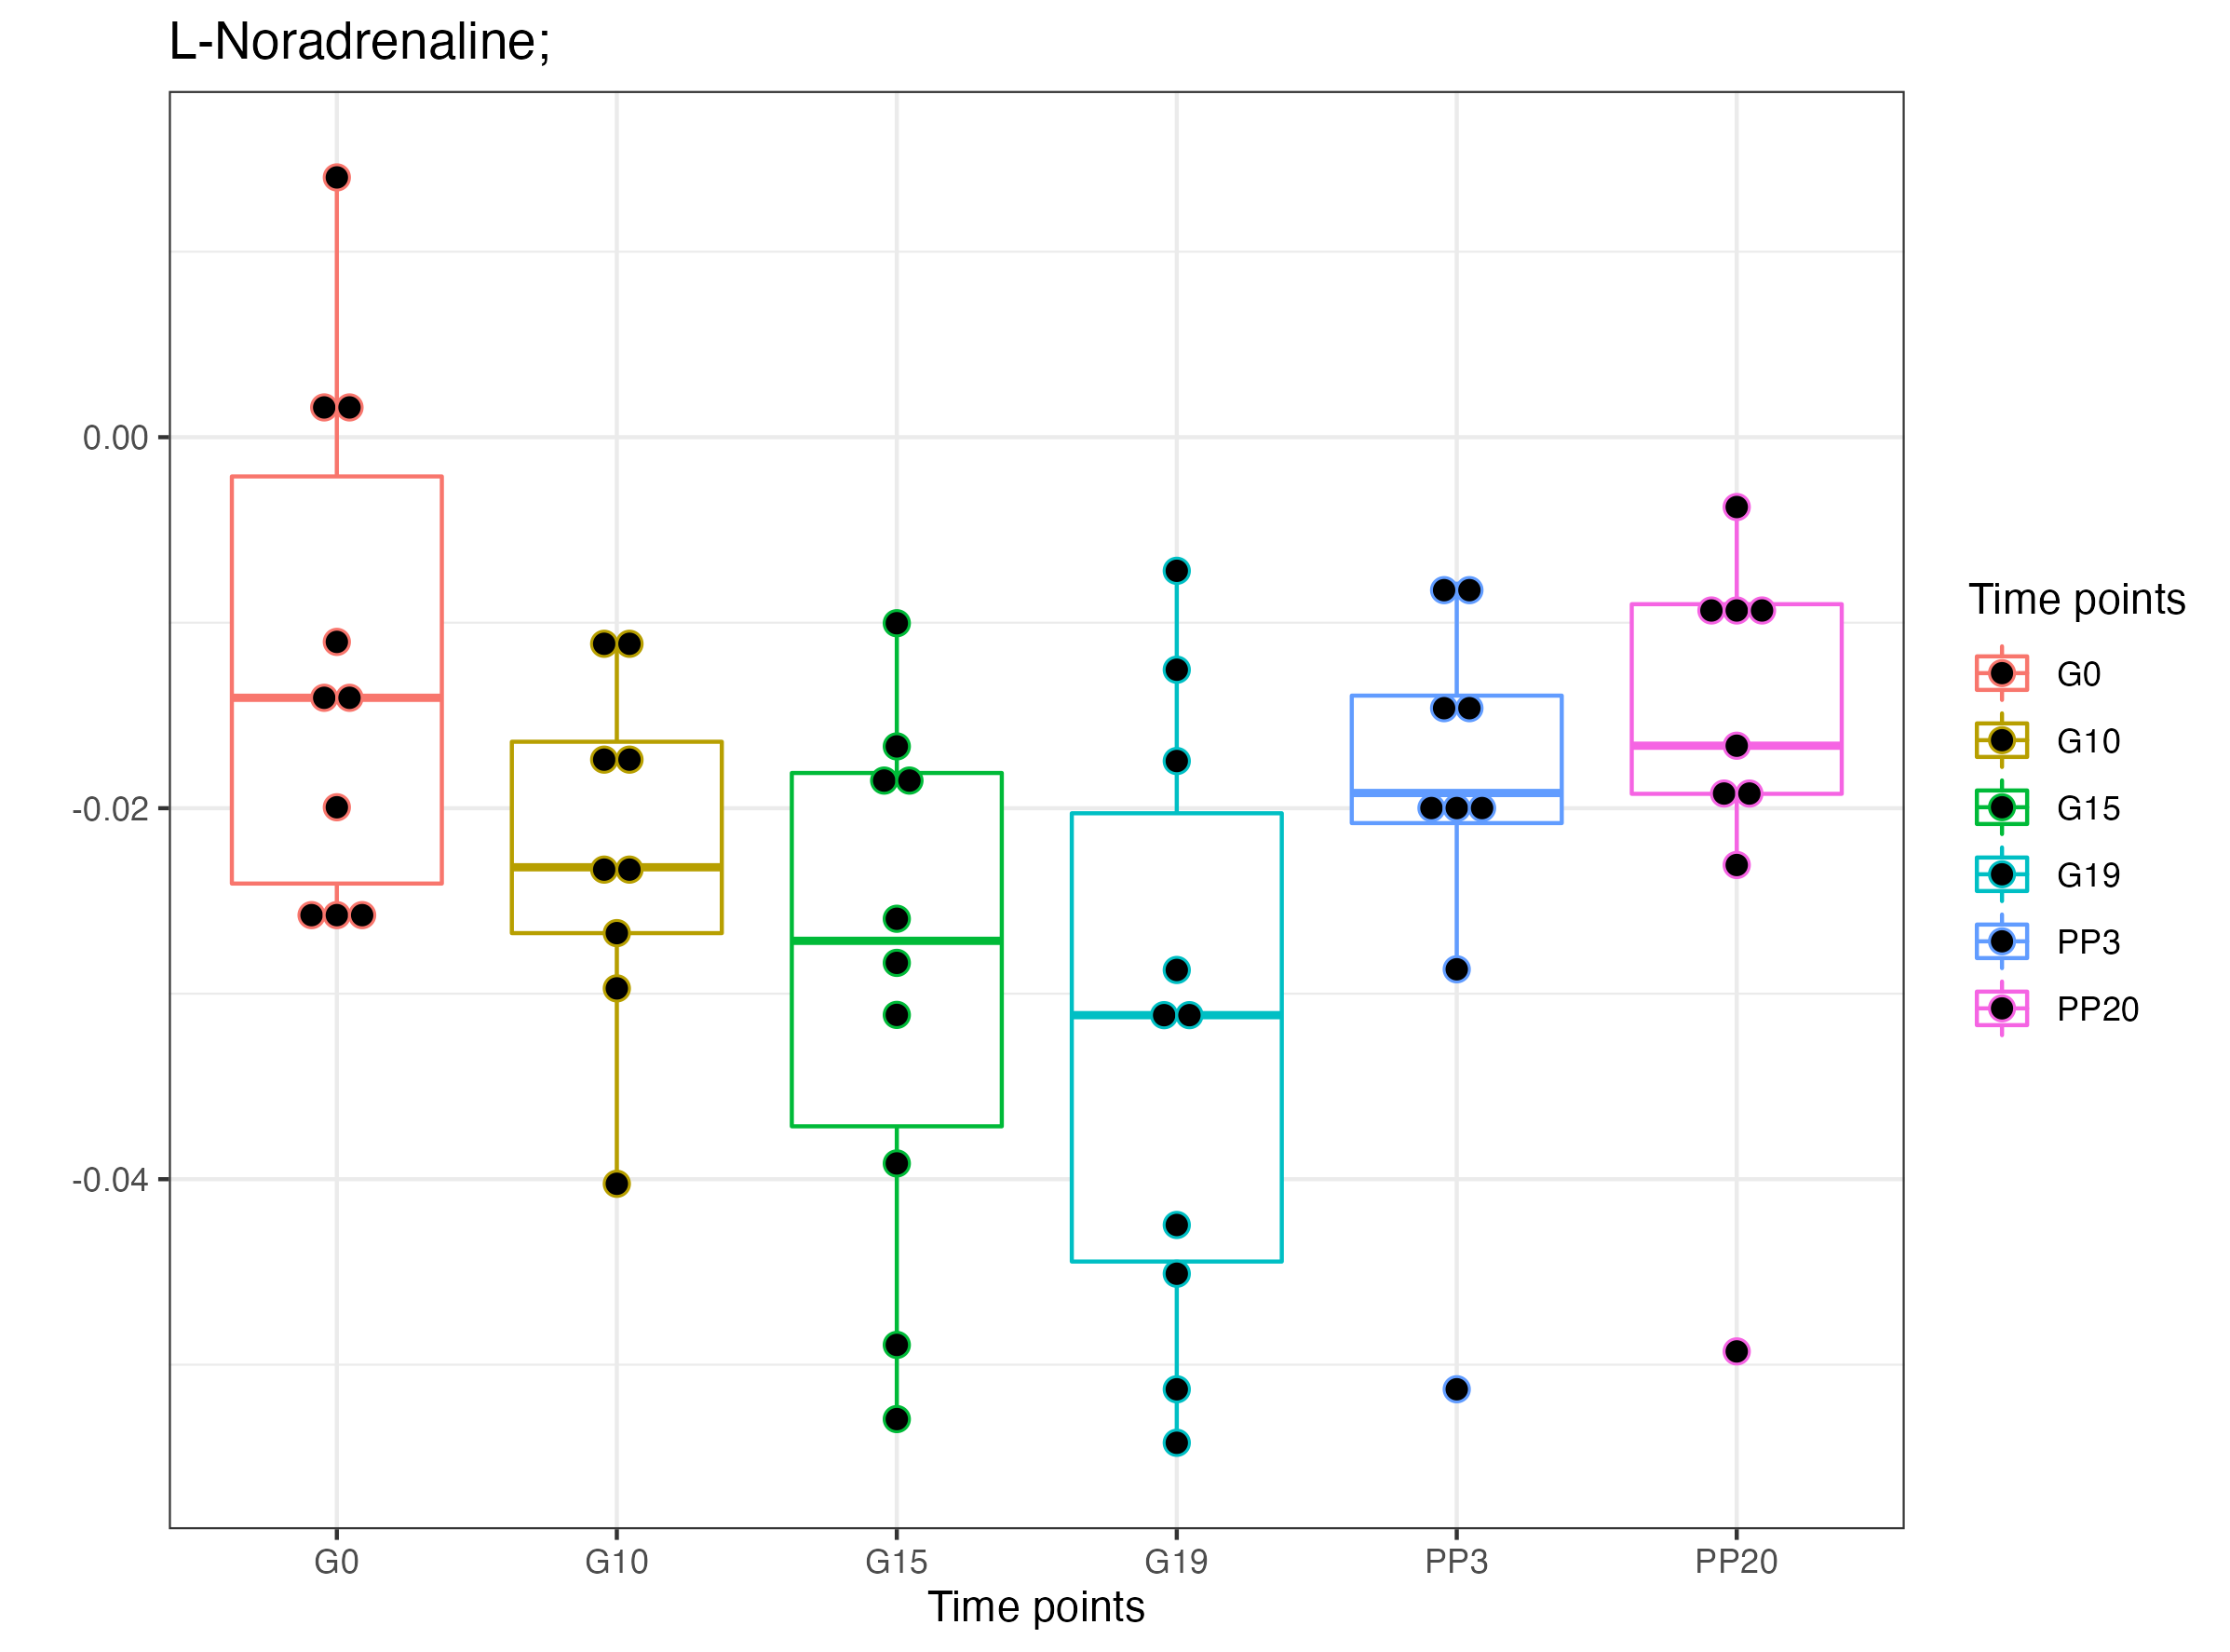 L-Noradrenaline;
0.00
-0.02
-0.04
G0 G10 G15 G19 PP3 PP20
Time points
Time points
G0
G10
G15
G19
PP3
PP20